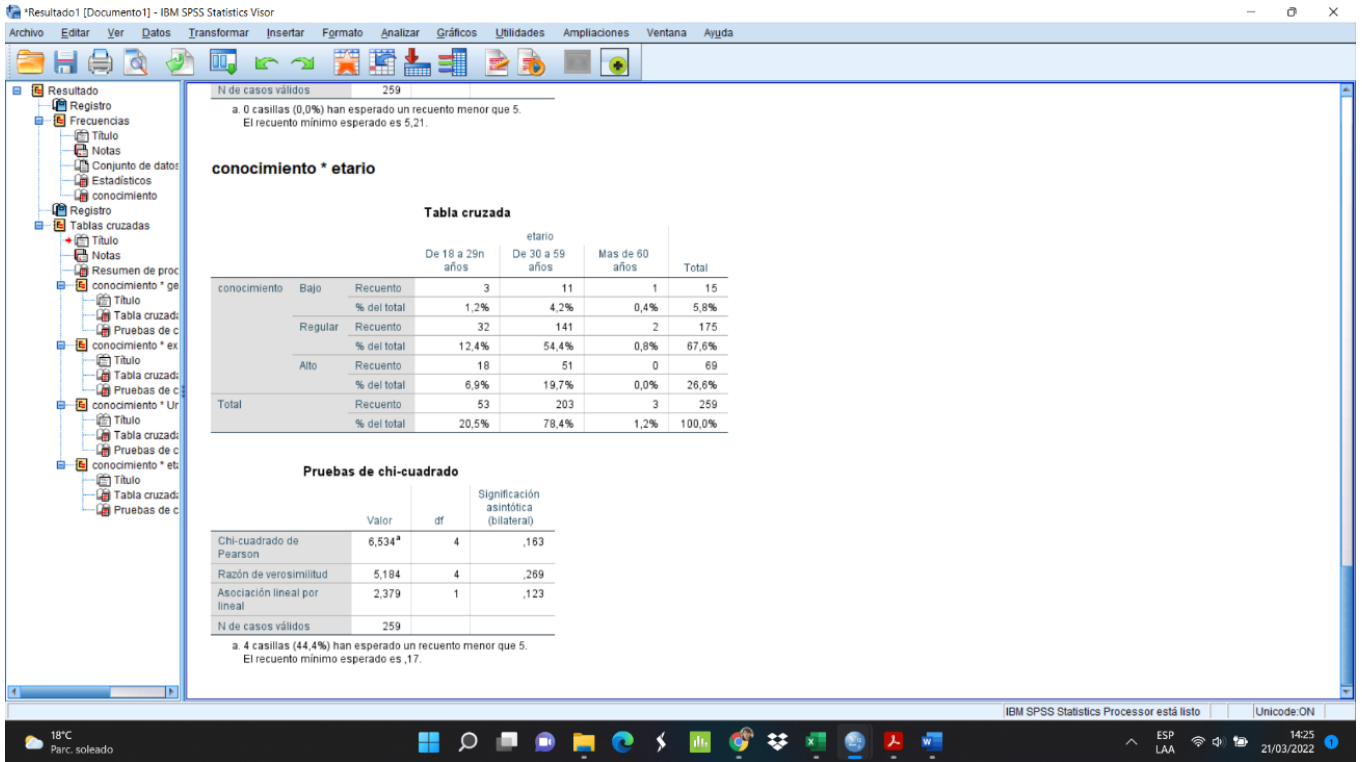 *Resultado1 [Documento1] - IBM SPSS Statistics Visor
Archivo Editar Ver Datos Transformar Insertar Formato Analizar Gráficos Utilidades Ampliaciones Ventana Ayuda
Resultado
Registro
Frecuencias
Título
Notas
Conjunto de datos
Estadísticos
conocimiento
Registro
Tablas cruzadas
Título
Notas
Resumen de proc
conocimiento * ge
Título
Tabla cruzada
Pruebas de c
conocimiento * ex
Título
Tabla cruzada
Pruebas de c
conocimiento * Ur
Título
Tabla cruzada
Pruebas de c
conocimiento * eta
Título
Tabla cruzada
Pruebas de c
N de casos válidos 259
a. 0 casillas (0,0%) han esperado un recuento menor que 5.
El recuento mínimo esperado es 5,21.
conocimiento * etario
Tabla cruzada
etario
De 18 a 29n años De 30 a 59 años Mas de 60 años Total
conocimiento Bajo Recuento 3 11 1 15
% del total 1,2% 4,2% 0,4% 5,8%
Regular Recuento 32 141 2 175
% del total 12,4% 54,4% 0,8% 67,6%
Alto Recuento 18 51 0 69
% del total 6,9% 19,7% 0,0% 26,6%
Total Recuento 53 203 3 259
% del total 20,5% 78,4% 1,2% 100,0%
Pruebas de chi-cuadrado
Valor df Significación asintótica (bilateral)
Chi-cuadrado de Pearson 6,534a 4 ,163
Razón de verosimilitud 5,184 4 ,269
Asociación lineal por lineal 2,379 1 ,123
N de casos válidos 259
a. 4 casillas (44,4%) han esperado un recuento menor que 5.
El recuento mínimo esperado es ,17.
IBM SPSS Statistics Processor está listo Unicode:ON
18°C
Parc. soleado
ESP
LAA
14:25
21/03/2022
1